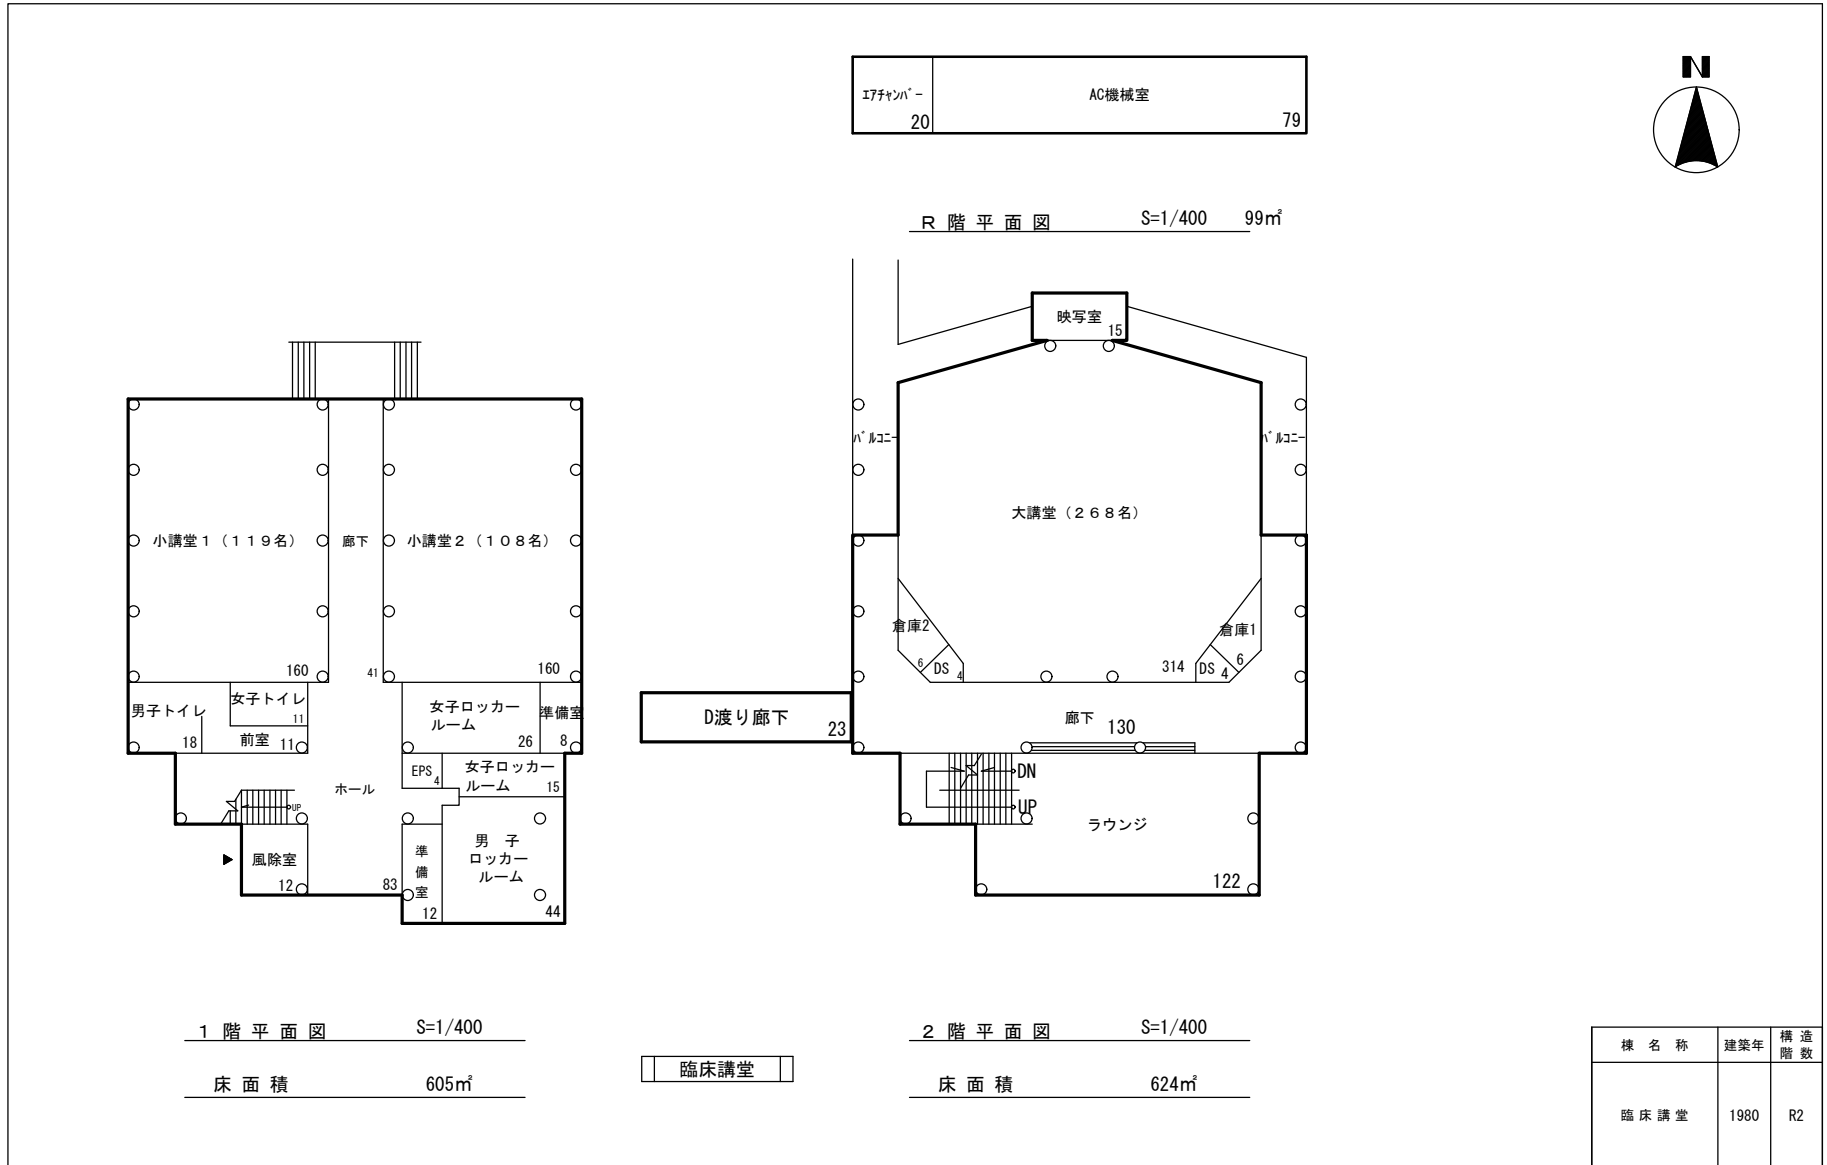 N
エアチャンバー
20
AC機械室
79
R 階 平 面 図 S=1/400 99㎡
映写室
15
バルコニー
バルコニー
大講堂（２６８名）
倉庫2
6
DS
4
314
倉庫1
6
DS
4
D渡り廊下
23
廊下
130
DN
UP
ラウンジ
122
小講堂１（１１９名）
160
廊下
41
小講堂２（１０８名）
160
男子トイレ
18
女子トイレ
11
前室
11
女子ロッカー
ルーム
26
準備室
8
EPS
4
女子ロッカー
ルーム
15
ホール
83
UP
風除室
12
準
備
室
12
男 子
ロッカー
ルーム
44
１ 階 平 面 図 S=1/400
床 面 積 605㎡
臨床講堂
２ 階 平 面 図 S=1/400
床 面 積 624㎡
棟 名 称 建築年 構 造
階 数
臨 床 講 堂 1980 R2